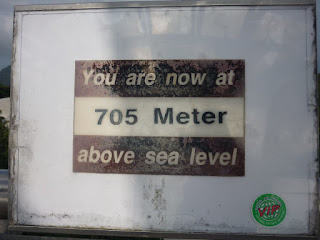 You are now at
705 Meter
above sea level
VIP